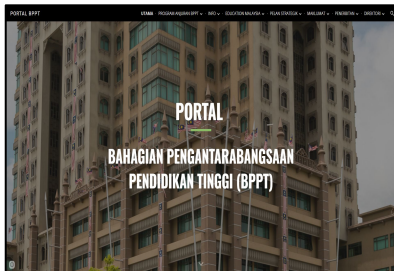 PORTAL BPPT
UTAMA PROGRAM ANJURAN BPPT INFO EDUCATION MALAYSIA PELAN STRATEGIK MAKLUMAT PENERBITAN DIREKTORI
PORTAL
BAHAGIAN PENGANTARABANGSAAN
PENDIDIKAN TINGGI (BPPT)